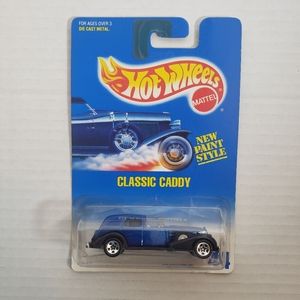 FOR AGES OVER 3
DIE CAST METAL
Hot Wheels
MATTEL
NEW
PAINT
STYLE
CLASSIC CADDY